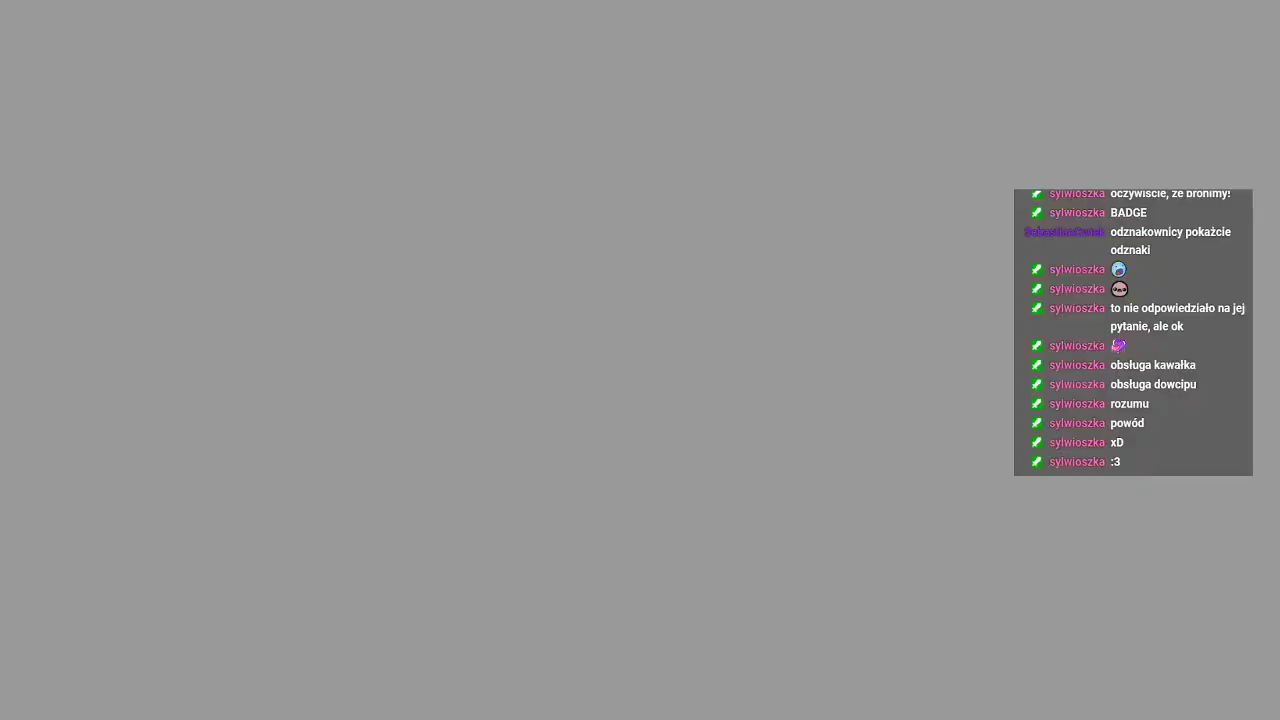 sylwioszka oczywiście, że bronimy!
sylwioszka BADGE
odznakownicy pokażcie
odznaki
sylwioszka
sylwioszka
sylwioszka to nie odpowiedziało na jej
pytanie, ale ok
sylwioszka
sylwioszka obsługa kawałka
sylwioszka obsługa dowcipu
sylwioszka rozumu
sylwioszka powód
sylwioszka xD
sylwioszka :3